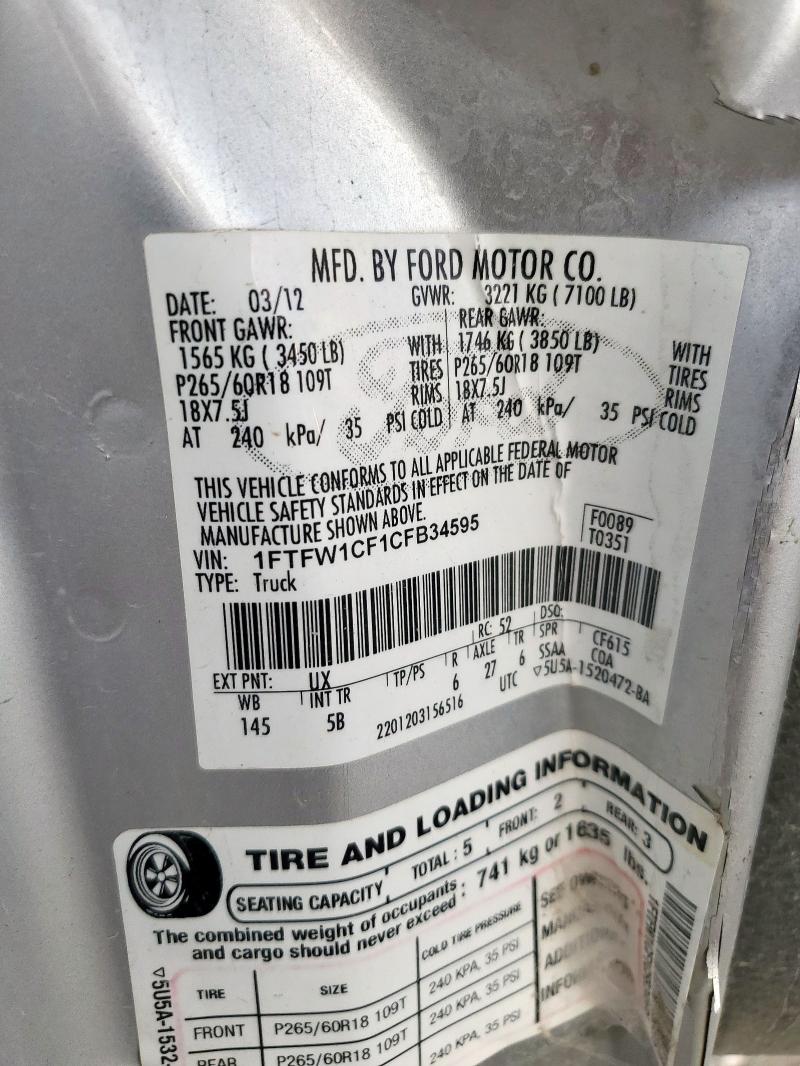 MFD. BY FORD MOTOR CO.
DATE: 03/12 GVWR: 3221 KG ( 7100 LB)
FRONT GAWR: REAR GAWR:
1565 KG ( 3450 LB) WITH 1746 KG ( 3850 LB) WITH
P265/60R18 109T TIRES P265/60R18 109T TIRES
18X7.5J RIMS 18X7.5J RIMS
AT 240 kPa/ 35 PSI COLD AT 240 kPa/ 35 PSI COLD
THIS VEHICLE CONFORMS TO ALL APPLICABLE FEDERAL MOTOR
VEHICLE SAFETY STANDARDS IN EFFECT ON THE DATE OF
MANUFACTURE SHOWN ABOVE.
F0089
T0351
VIN: 1FTFW1CF1CFB34595
TYPE: Truck
EXT PNT: UX RC: 52 DSO:
WB INT TR TP/PS R AXLE TR SPR CF615
145 5B 6 27 6 SSAA COA
2201203156516 UTC ▽5U5A-1520472-BA
TIRE AND LOADING INFORMATION
SEATING CAPACITY TOTAL: 5 FRONT: 2 REAR: 3
The combined weight of occupants : 741 kg or 1635 lbs.
and cargo should never exceed
TIRE SIZE COLD TIRE PRESSURE SEE OWNER'S
FRONT P265/60R18 109T 240 KPA, 35 PSI
REAR P265/60R18 109T 240 KPA, 35 PSI
240 KPA, 35 PSI
▽5U5A-1532